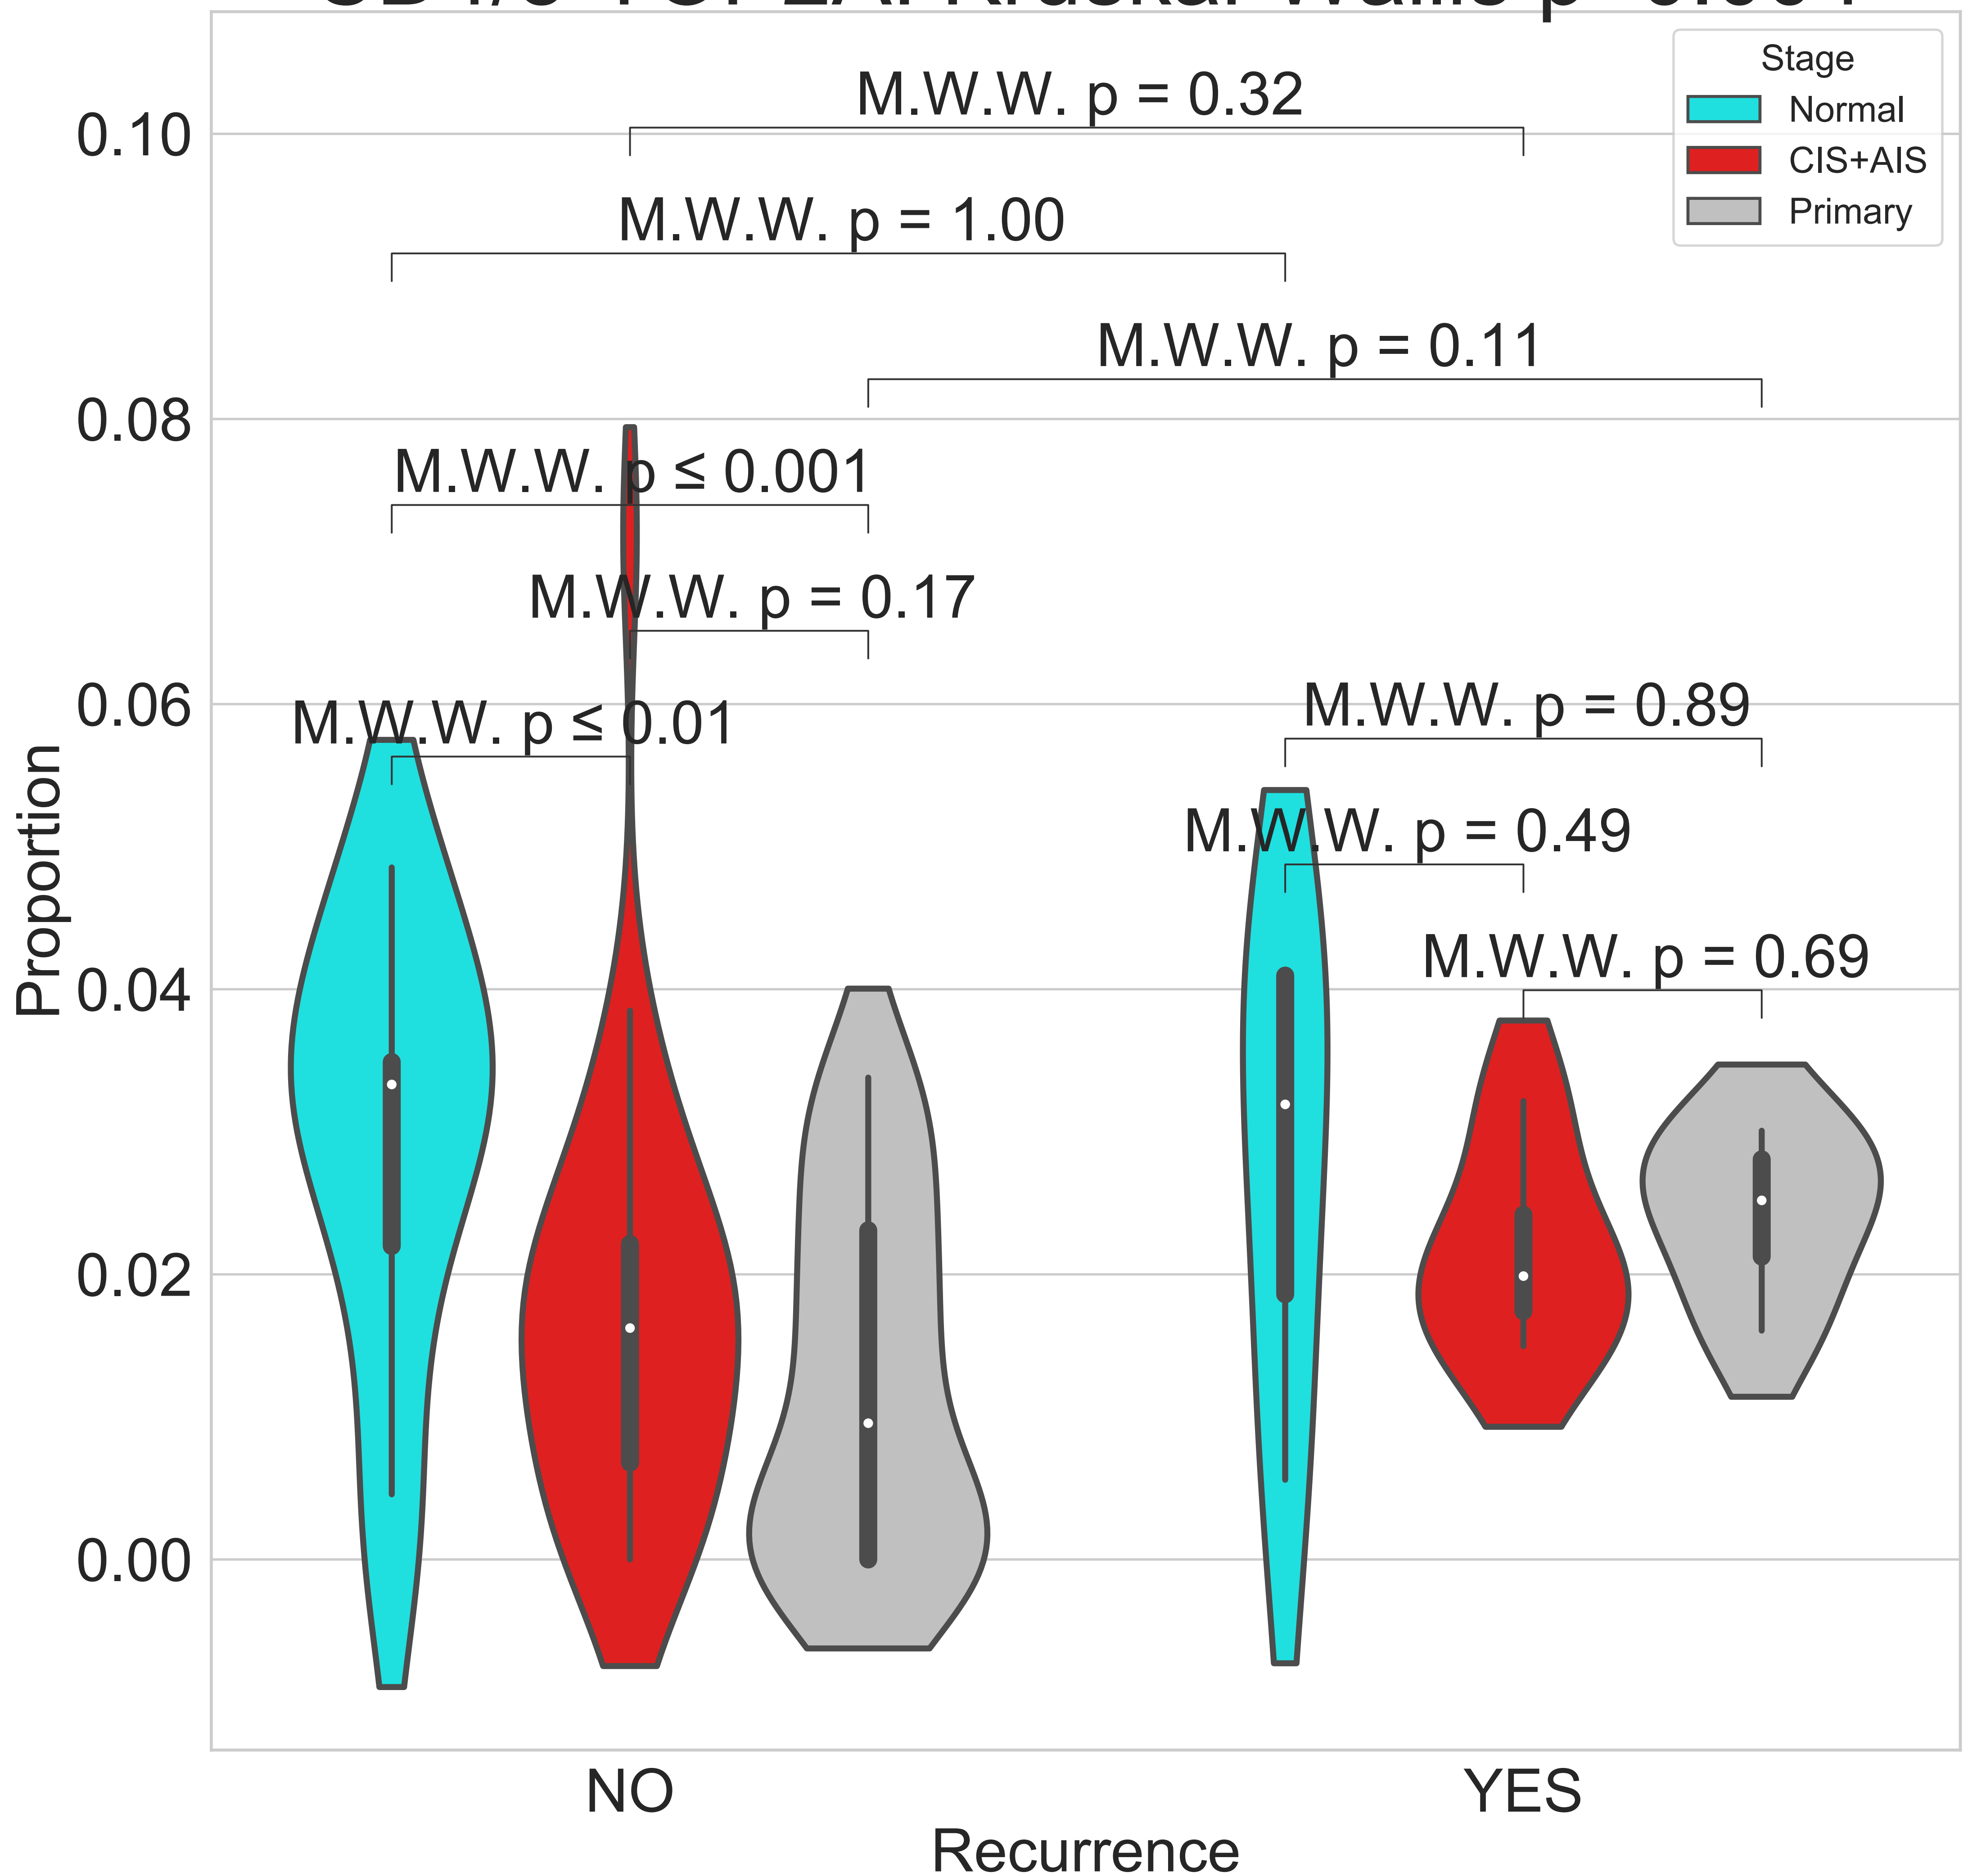 Stage
Normal
CIS+AIS
Primary
M.W.W. p = 0.32
M.W.W. p = 1.00
M.W.W. p = 0.11
M.W.W. p ≤ 0.001
M.W.W. p = 0.17
M.W.W. p ≤ 0.01
M.W.W. p = 0.89
M.W.W. p = 0.49
M.W.W. p = 0.69
0.10
0.08
0.06
0.04
0.02
0.00
Proportion
NO
YES
Recurrence